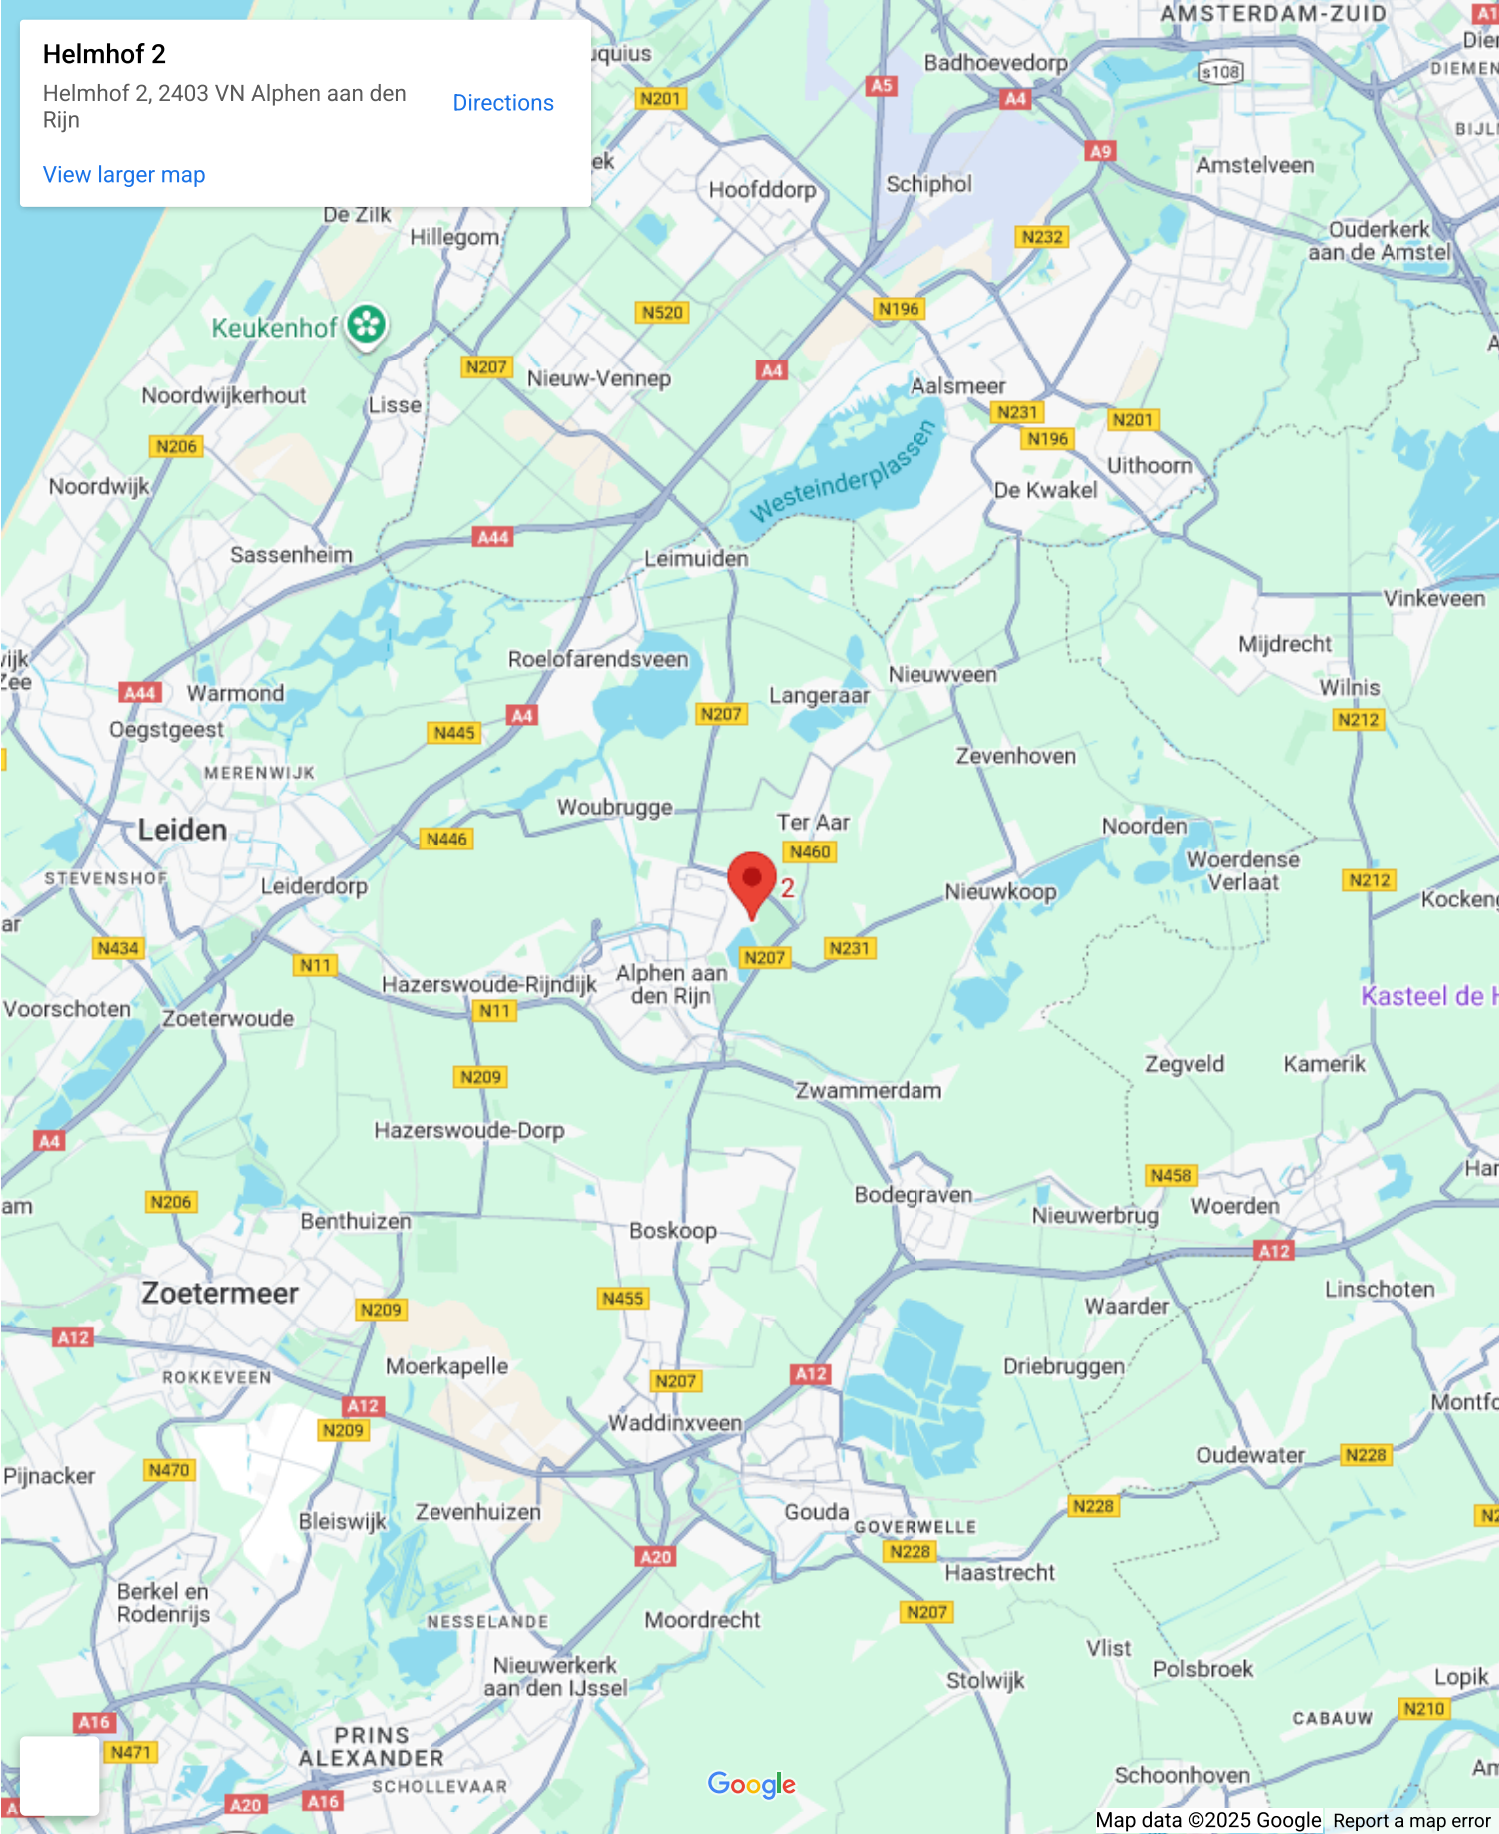 Helmhof 2
Helmhof 2, 2403 VN Alphen aan den
Rijn
Directions
View larger map
AMSTERDAM-ZUID
Badhoevedorp
s108
DIEMEN
A5
A4
N201
A9
Amstelveen
Hoofddorp
Schiphol
De Zilk
Hillegom
N232
Ouderkerk
aan de Amstel
Keukenhof
N520
N196
N207
Nieuw-Vennep
A4
Aalsmeer
Noordwijkerhout
Lisse
N231
N201
N196
N206
Westeinderplassen
Uithoorn
Noordwijk
De Kwakel
A44
Sassenheim
Leimuiden
Vinkeveen
Mijdrecht
Roelofarendsveen
Nieuwveen
A44
Warmond
Langeraar
Wilnis
A4
N207
N212
Oegstgeest
N445
Zevenhoven
MERENWIJK
Woubrugge
Leiden
Ter Aar
Noorden
N446
N460
Woerdense
Verlaat
STEVENSHOF
Leiderdorp
2
Nieuwkoop
N212
N434
N207
N231
N11
Alphen aan
den Rijn
Hazerswoude-Rijndijk
Voorschoten
Zoeterwoude
N11
Kasteel de H
Zegveld
Kamerik
N209
Zwammerdam
A4
Hazerswoude-Dorp
N458
N206
Bodegraven
Woerden
Benthuizen
Nieuwerbrug
Boskoop
A12
Zoetermeer
Linschoten
N209
N455
Waarder
A12
Moerkapelle
A12
Driebruggen
ROKKEVEEN
N207
A12
N209
Waddinxveen
Oudewater
N228
Pijnacker
N470
Bleiswijk
Zevenhuizen
Gouda
N228
GOVERWELLE
A20
N228
Haastrecht
Berkel en
Rodenrijs
NESSELANDE
Moordrecht
N207
Vlist
Nieuwerkerk
aan den IJssel
Stolwijk
Polsbroek
Lopik
A16
PRINS
ALEXANDER
N210
CABAUW
N471
SCHOLLEVAAR
Google
Schoonhoven
A20
A16
Map data ©2025 Google
Report a map error